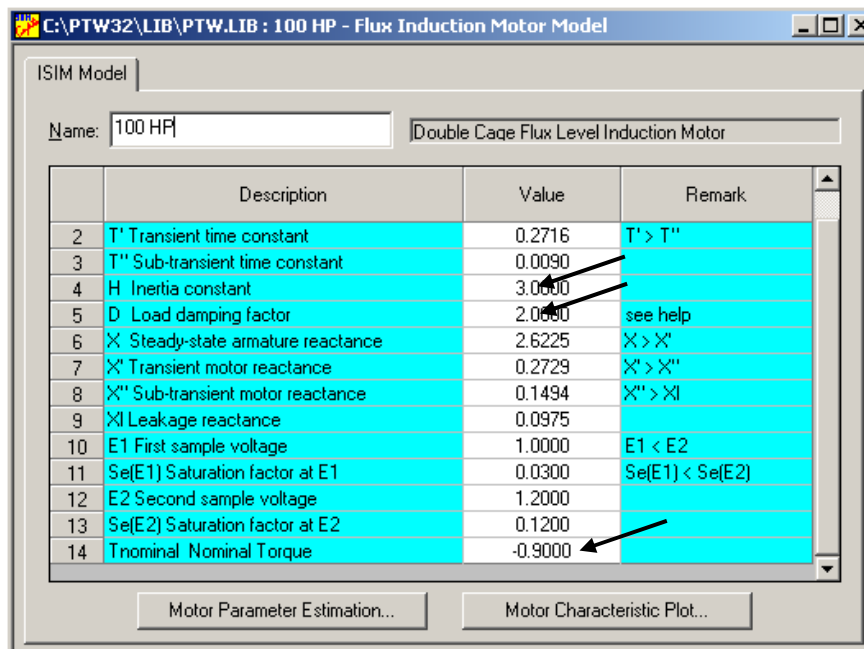 C:\PTW32\LIB\PTW.LIB : 100 HP - Flux Induction Motor Model
ISIM Model
Name: 100 HP Double Cage Flux Level Induction Motor
Description Value Remark
2 T' Transient time constant 0.2716 T' > T''
3 T'' Sub-transient time constant 0.0090
4 H Inertia constant 3.0000
5 D Load damping factor 2.0000 see help
6 X Steady-state armature reactance 2.6225 X > X'
7 X' Transient motor reactance 0.2729 X' > X''
8 X'' Sub-transient motor reactance 0.1494 X'' > Xl
9 Xl Leakage reactance 0.0975
10 E1 First sample voltage 1.0000 E1 < E2
11 Se(E1) Saturation factor at E1 0.0300 Se(E1) < Se(E2)
12 E2 Second sample voltage 1.2000
13 Se(E2) Saturation factor at E2 0.1200
14 Tnominal Nominal Torque -0.9000
Motor Parameter Estimation... Motor Characteristic Plot...